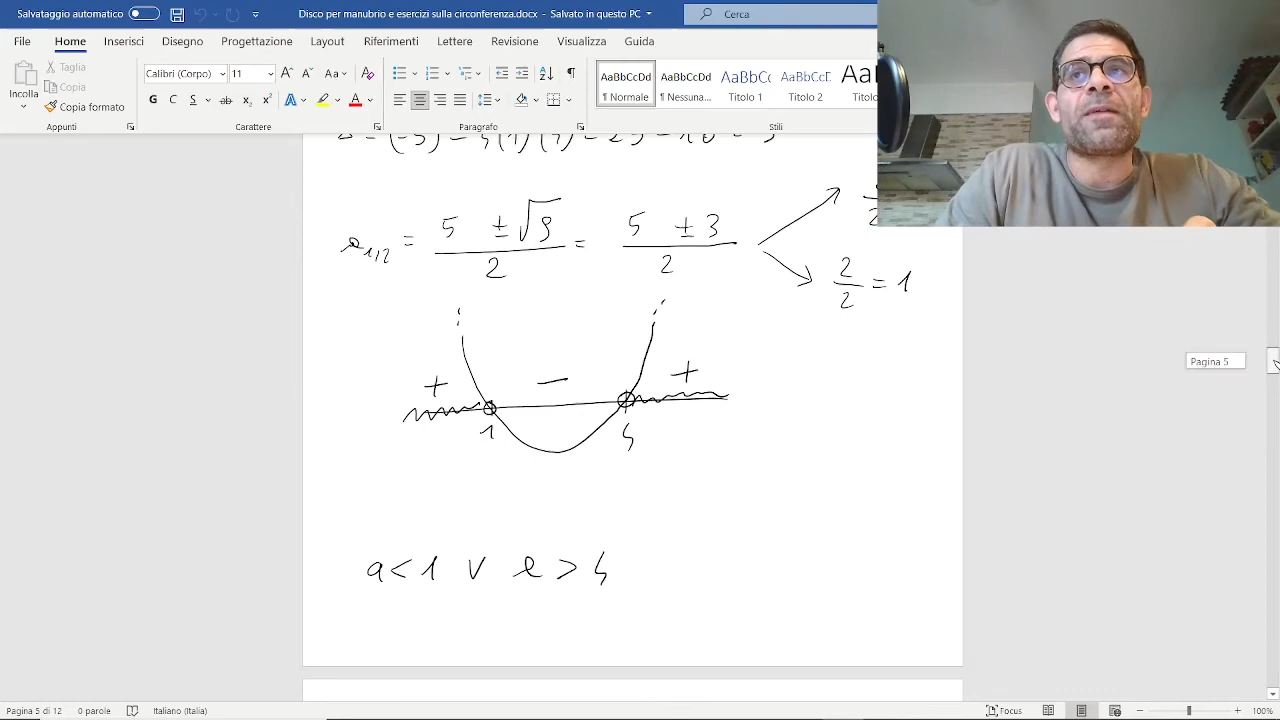 Salvataggio automatico Disco per manubrio e esercizi sulla circonferenza.docx - Salvato in questo PC Cerca
File Home Inserisci Disegno Progettazione Layout Riferimenti Lettere Revisione Visualizza Guida
Incolla
Taglia
Copia
Copia formato
Appunti
Calibri (Corpo) 11
Carattere
Paragrafo
AaBbCcDd AaBbCcDd AaBbCc AaBbCcD
¶ Normale ¶ Nessuna... Titolo 1 Titolo 2
Stili
a1,2 = 5 ± √9 / 2 = 5 ± 3 / 2
2/2 = 1
+ − +
1 4
a < 1 ∨ a > 4
Pagina 5
Pagina 5 di 12 0 parole Italiano (Italia) Focus 100%